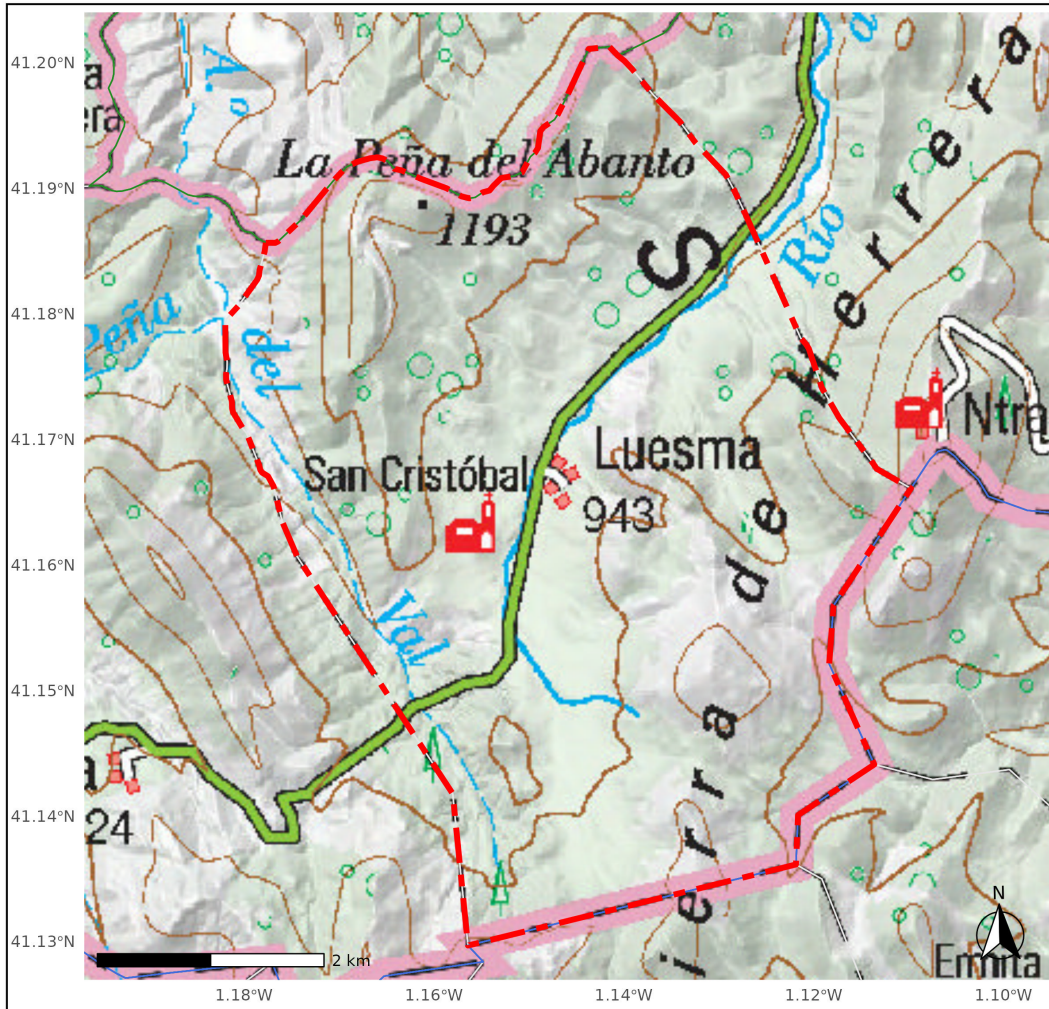 41.20°N
41.19°N
41.18°N
41.17°N
41.16°N
41.15°N
41.14°N
41.13°N
A.º
La Peña del Abanto
1193
S
Río
Herrera
de
ierra
Peña
del
Val
San Cristóbal
Luesma
943
Ntra
24
Ermita
N
2 km
1.18°W
1.16°W
1.14°W
1.12°W
1.10°W